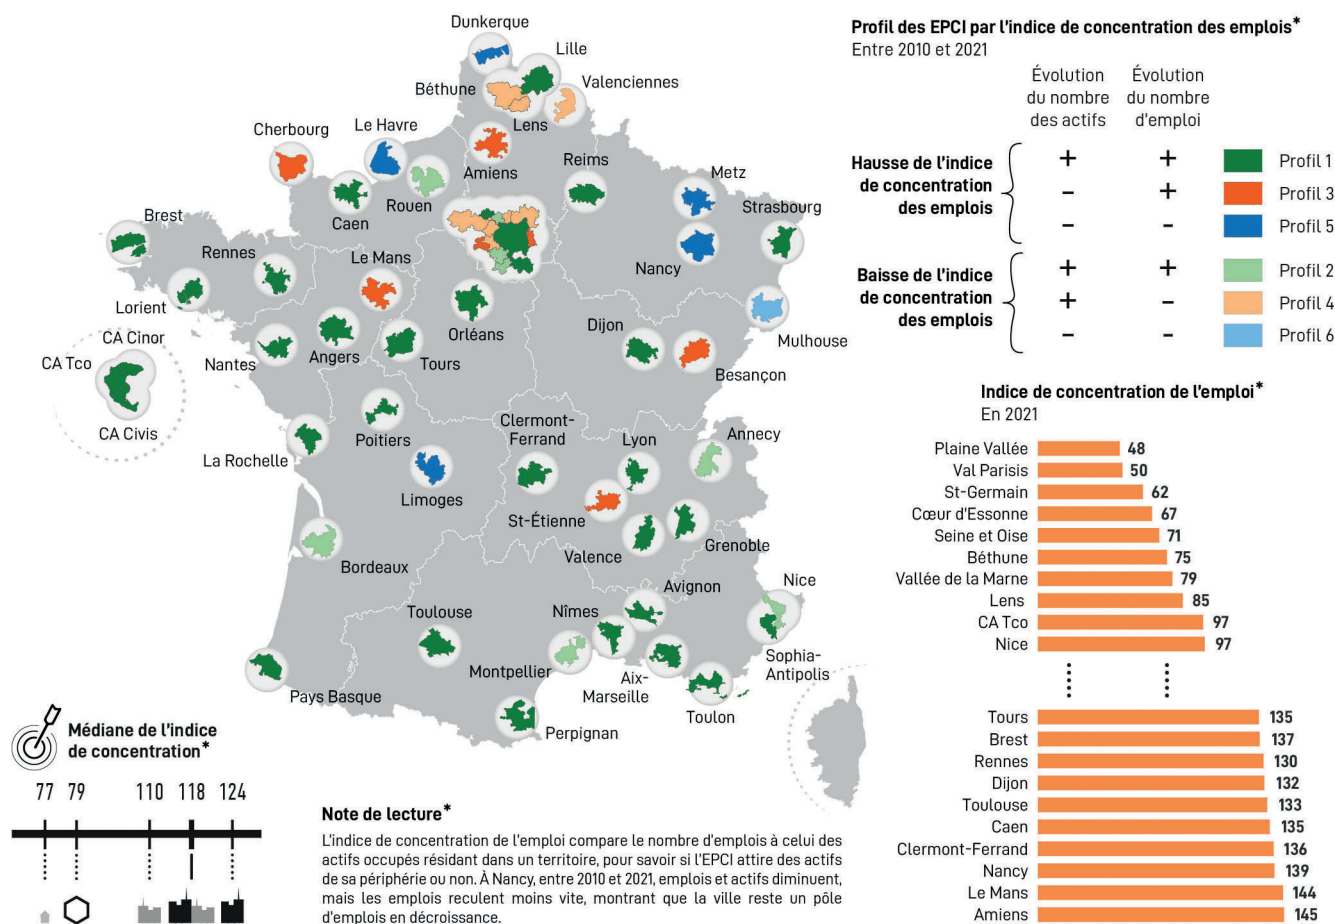 Dunkerque
Lille
Béthune
Valenciennes
Lens
Cherbourg
Le Havre
Amiens
Reims
Metz
Rouen
Caen
Strasbourg
Brest
Rennes
Le Mans
Nancy
Lorient
Orléans
Dijon
Mulhouse
CA Cinor
CA Tco
Nantes
Angers
Tours
Besançon
CA Civis
Poitiers
Clermont-
Ferrand
Lyon
Annecy
La Rochelle
Limoges
St-Étienne
Valence
Grenoble
Bordeaux
Avignon
Nice
Toulouse
Nîmes
Montpellier
Sophia-
Antipolis
Aix-
Marseille
Pays Basque
Toulon
Perpignan
Profil des EPCI par l'indice de concentration des emplois*
Entre 2010 et 2021
Évolution
du nombre
des actifs
Évolution
du nombre
d'emploi
Hausse de l'indice
de concentration
des emplois
+ + Profil 1
– + Profil 3
– – Profil 5
Baisse de l'indice
de concentration
des emplois
+ + Profil 2
+ – Profil 4
– – Profil 6
Indice de concentration de l'emploi*
En 2021
Plaine Vallée 48
Val Parisis 50
St-Germain 62
Cœur d'Essonne 67
Seine et Oise 71
Béthune 75
Vallée de la Marne 79
Lens 85
CA Tco 97
Nice 97
Tours 135
Brest 137
Rennes 130
Dijon 132
Toulouse 133
Caen 135
Clermont-Ferrand 136
Nancy 139
Le Mans 144
Amiens 145
Médiane de l'indice
de concentration*
77 79 110 118 124
Note de lecture*
L'indice de concentration de l'emploi compare le nombre d'emplois à celui des
actifs occupés résidant dans un territoire, pour savoir si l'EPCI attire des actifs
de sa périphérie ou non. À Nancy, entre 2010 et 2021, emplois et actifs diminuent,
mais les emplois reculent moins vite, montrant que la ville reste un pôle
d'emplois en décroissance.